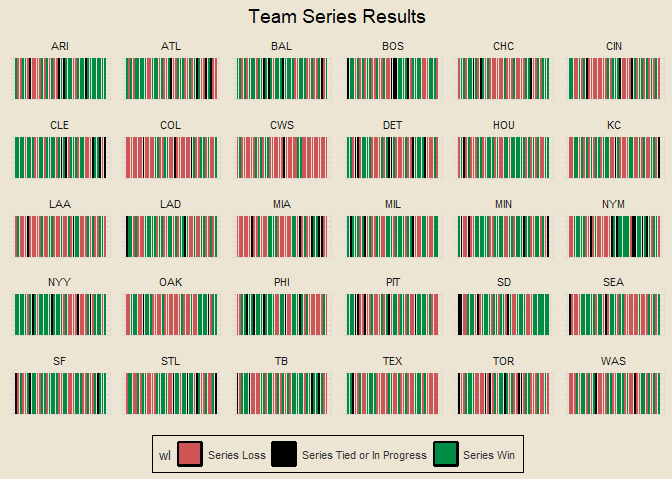 Team Series Results
ARI ATL BAL BOS CHC CIN
CLE COL CWS DET HOU KC
LAA LAD MIA MIL MIN NYM
NYY OAK PHI PIT SD SEA
SF STL TB TEX TOR WAS
wl Series Loss Series Tied or In Progress Series Win